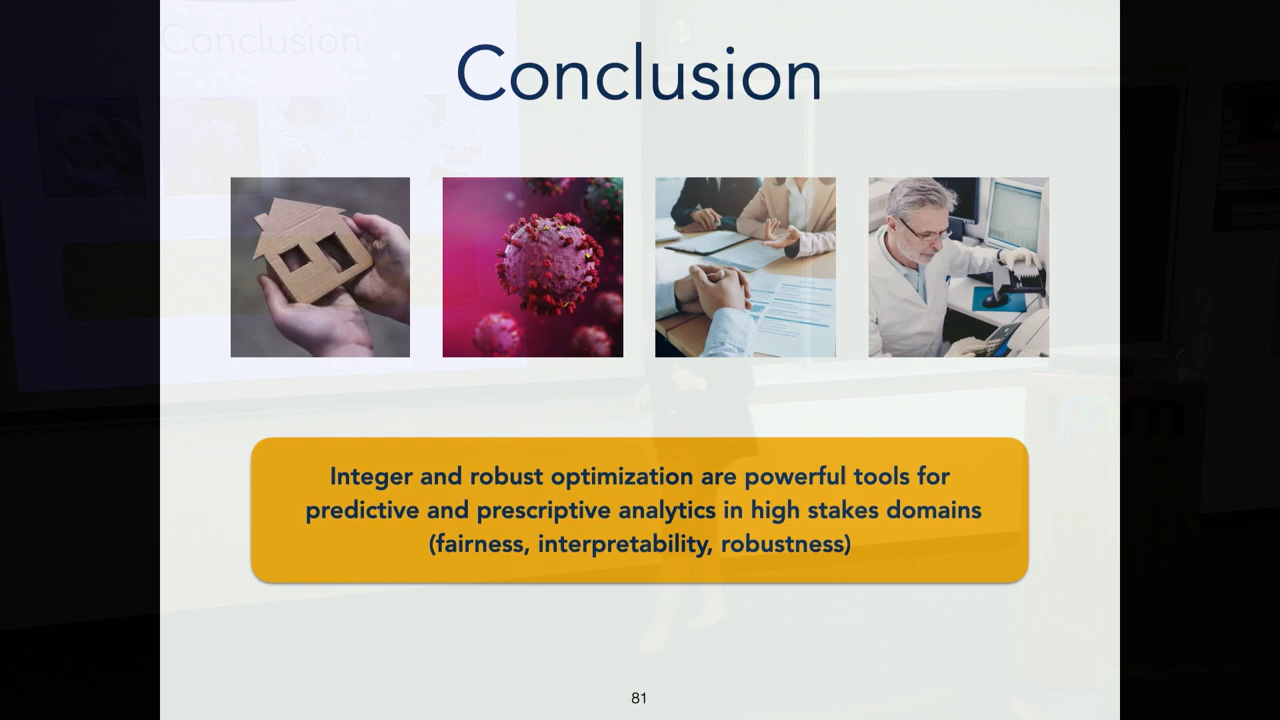 Conclusion
Conclusion
Integer and robust optimization are powerful tools for
predictive and prescriptive analytics in high stakes domains
(fairness, interpretability, robustness)
81